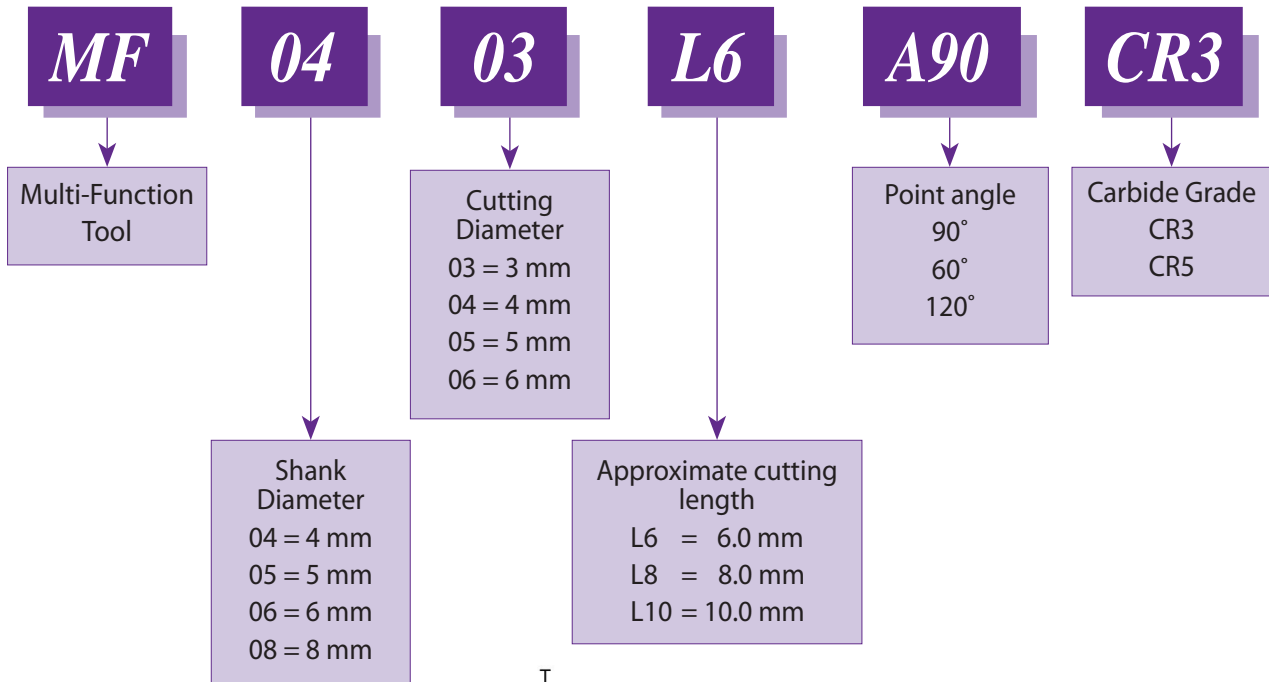 MF 04 03 L6 A90 CR3
Multi-Function
Tool
Cutting
Diameter
03 = 3 mm
04 = 4 mm
05 = 5 mm
06 = 6 mm
Point angle
90°
60°
120°
Carbide Grade
CR3
CR5
Shank
Diameter
04 = 4 mm
05 = 5 mm
06 = 6 mm
08 = 8 mm
Approximate cutting
length
L6 = 6.0 mm
L8 = 8.0 mm
L10 = 10.0 mm
T